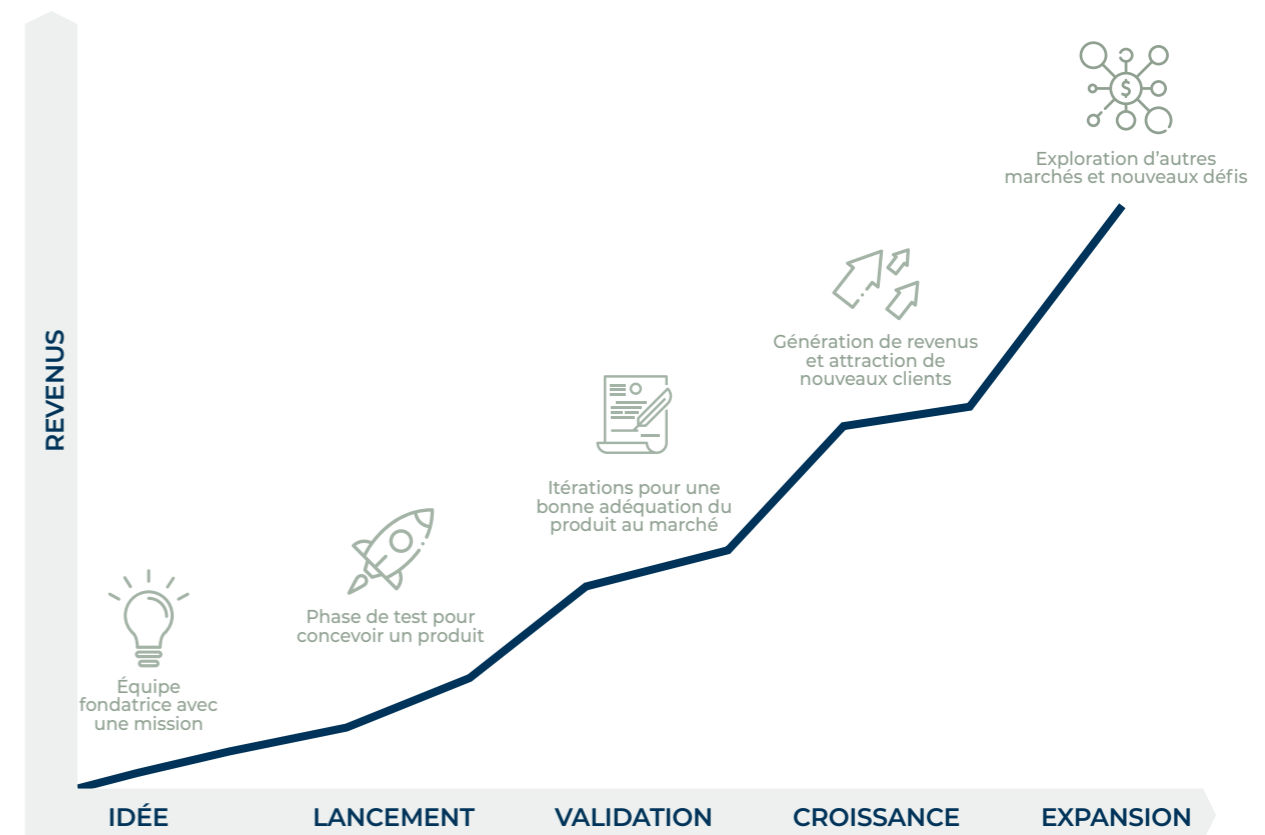 REVENUS
Équipe
fondatrice avec
une mission
Phase de test pour
concevoir un produit
Itérations pour une
bonne adéquation du
produit au marché
Génération de revenus
et attraction de
nouveaux clients
$
Exploration d’autres
marchés et nouveaux défis
IDÉE
LANCEMENT
VALIDATION
CROISSANCE
EXPANSION